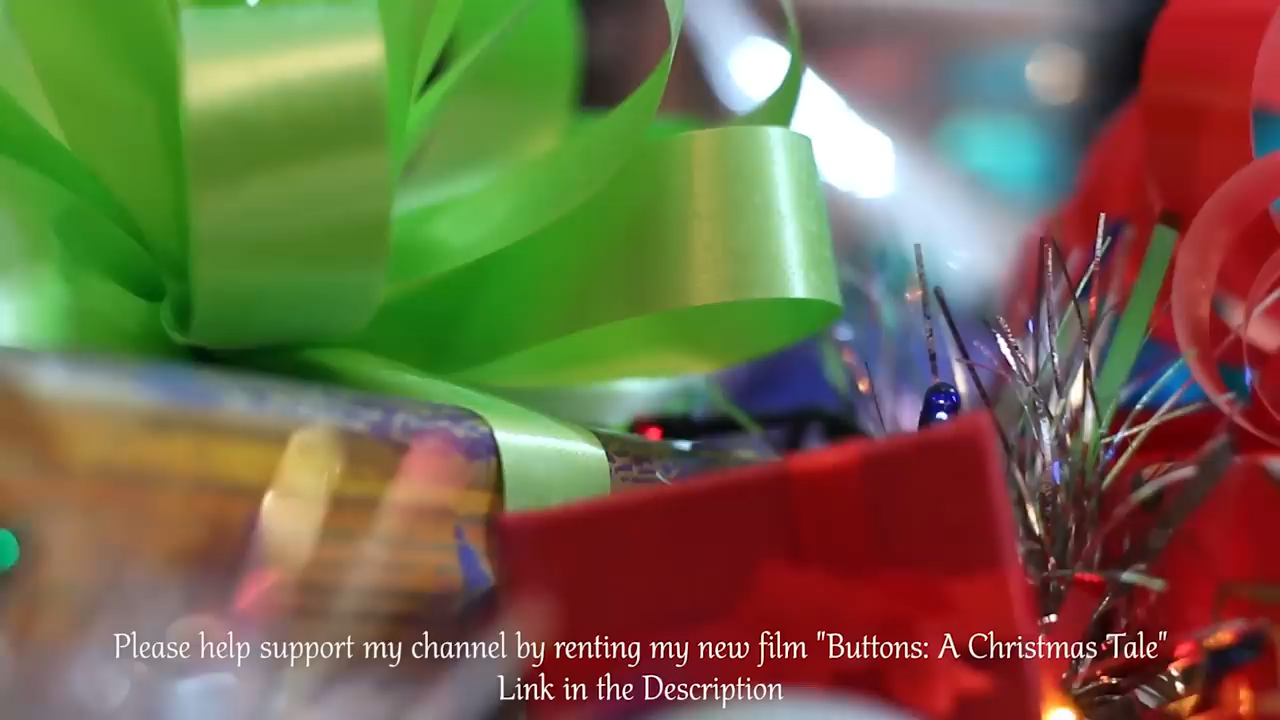 Please help support my channel by renting my new film "Buttons: A Christmas Tale"
Link in the Description